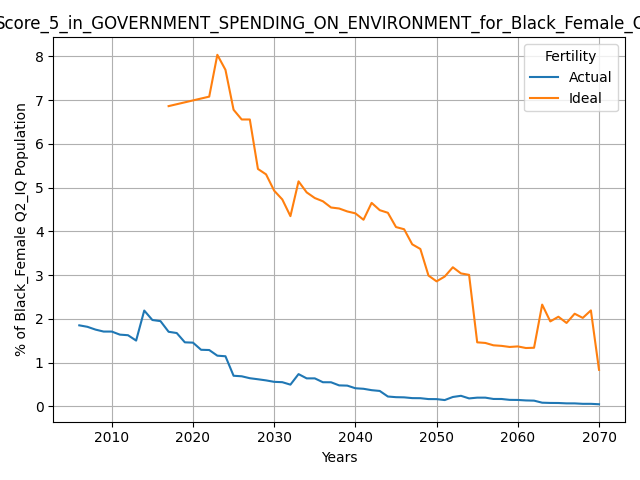 Score_5_in_GOVERNMENT_SPENDING_ON_ENVIRONMENT_for_Black_Female_
Fertility
Actual
Ideal
% of Black_Female Q2_IQ Population
8
7
6
5
4
3
2
1
0
2010 2020 2030 2040 2050 2060 2070
Years